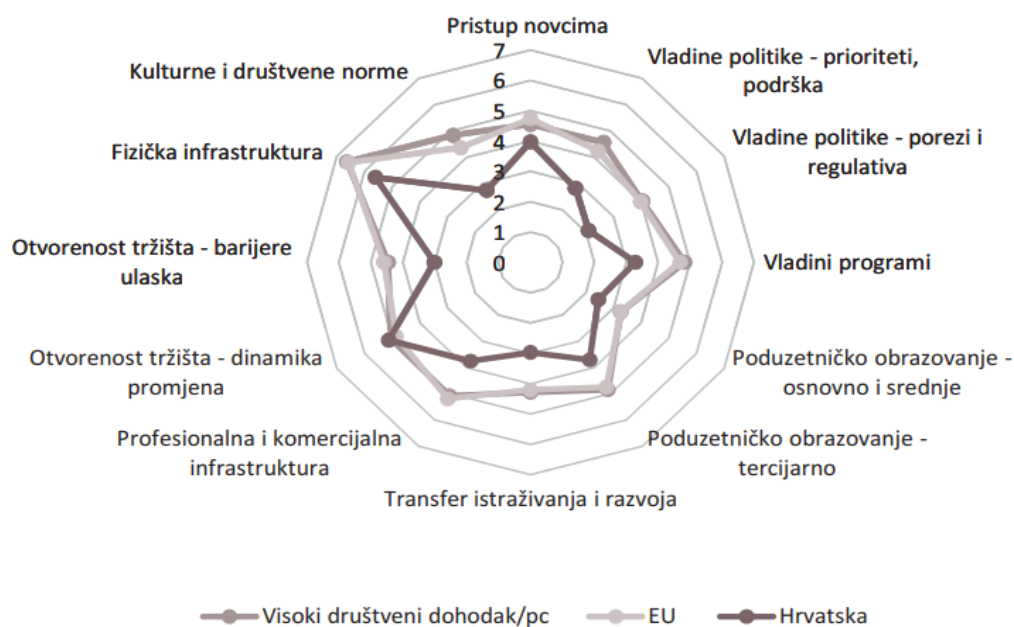 Pristup novcima
Vladine politike - prioriteti,
podrška
Vladine politike - porezi i
regulativa
Vladini programi
Poduzetničko obrazovanje -
osnovno i srednje
Poduzetničko obrazovanje -
tercijarno
Transfer istraživanja i razvoja
Profesionalna i komercijalna
infrastruktura
Otvorenost tržišta - dinamika
promjena
Otvorenost tržišta - barijere
ulaska
Fizička infrastruktura
Kulturne i društvene norme
7
6
5
4
3
2
1
0
Visoki društveni dohodak/pc
EU
Hrvatska